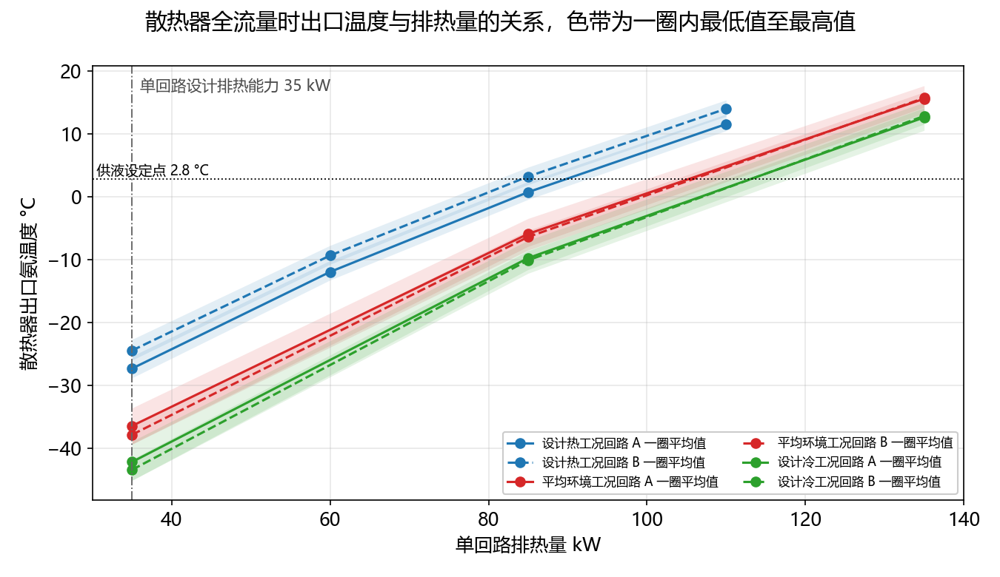 散热器全流量时出口温度与排热量的关系，色带为一圈内最低值至最高值
单回路设计排热能力 35 kW
供液设定点 2.8 °C
散热器出口氨温度 °C
20
10
0
−10
−20
−30
−40
40
60
80
100
120
140
单回路排热量 kW
设计热工况回路 A 一圈平均值
设计热工况回路 B 一圈平均值
平均环境工况回路 A 一圈平均值
平均环境工况回路 B 一圈平均值
设计冷工况回路 A 一圈平均值
设计冷工况回路 B 一圈平均值